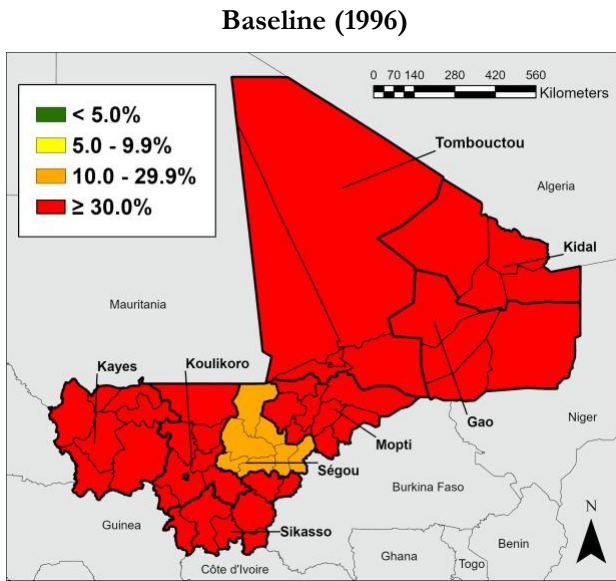 Baseline (1996)
0 70 140 280 420 560
Kilometers
< 5.0%
5.0 - 9.9%
10.0 - 29.9%
≥ 30.0%
Tombouctou
Algeria
Kidal
Mauritania
Kayes
Koulikoro
Gao
Niger
Mopti
Ségou
Burkina Faso
N
Guinea
Sikasso
Benin
Ghana
Togo
Côte d'Ivoire